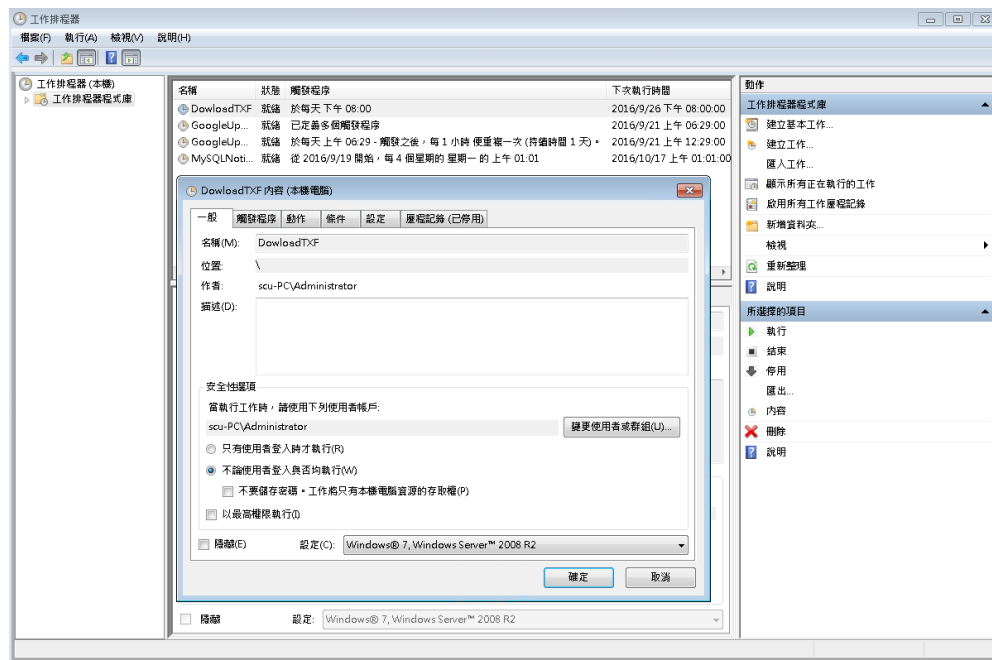 工作排程器
檔案(F) 執行(A) 檢視(V) 說明(H)
工作排程器 (本機)
工作排程器程式庫
名稱 狀態 觸發程序 下次執行時間
DowloadTXF 就緒 於每天 下午 08:00 2016/9/26 下午 08:00:00
GoogleUp... 就緒 已定義多個觸發程序 2016/9/21 上午 06:29:00
GoogleUp... 就緒 於每天 上午 06:29 - 觸發之後，每 1 小時 便重複一次 (持續時間 1 天)。 2016/9/21 上午 12:29:00
MySQLNoti... 就緒 從 2016/9/19 開始，每 4 個星期的 星期一 的 上午 01:01 2016/10/17 上午 01:01:00
DowloadTXF 內容 (本機電腦)
一般 觸發程序 動作 條件 設定 歷程記錄 (已停用)
名稱(M): DowloadTXF
位置: \
作者: scu-PC\Administrator
描述(D):
安全性選項
當執行工作時，請使用下列使用者帳戶:
scu-PC\Administrator 變更使用者或群組(U)...
只有使用者登入時才執行(R)
不論使用者登入與否均執行(W)
不要儲存密碼。工作將只有本機電腦資源的存取權(P)
以最高權限執行(I)
隱藏(E) 設定(C): Windows® 7, Windows Server™ 2008 R2
確定 取消
隱藏 設定: Windows® 7, Windows Server™ 2008 R2
動作
工作排程器程式庫
建立基本工作...
建立工作...
匯入工作...
顯示所有正在執行的工作
啟用所有工作歷程記錄
新增資料夾...
檢視
重新整理
說明
所選擇的項目
執行
結束
停用
匯出...
內容
刪除
說明